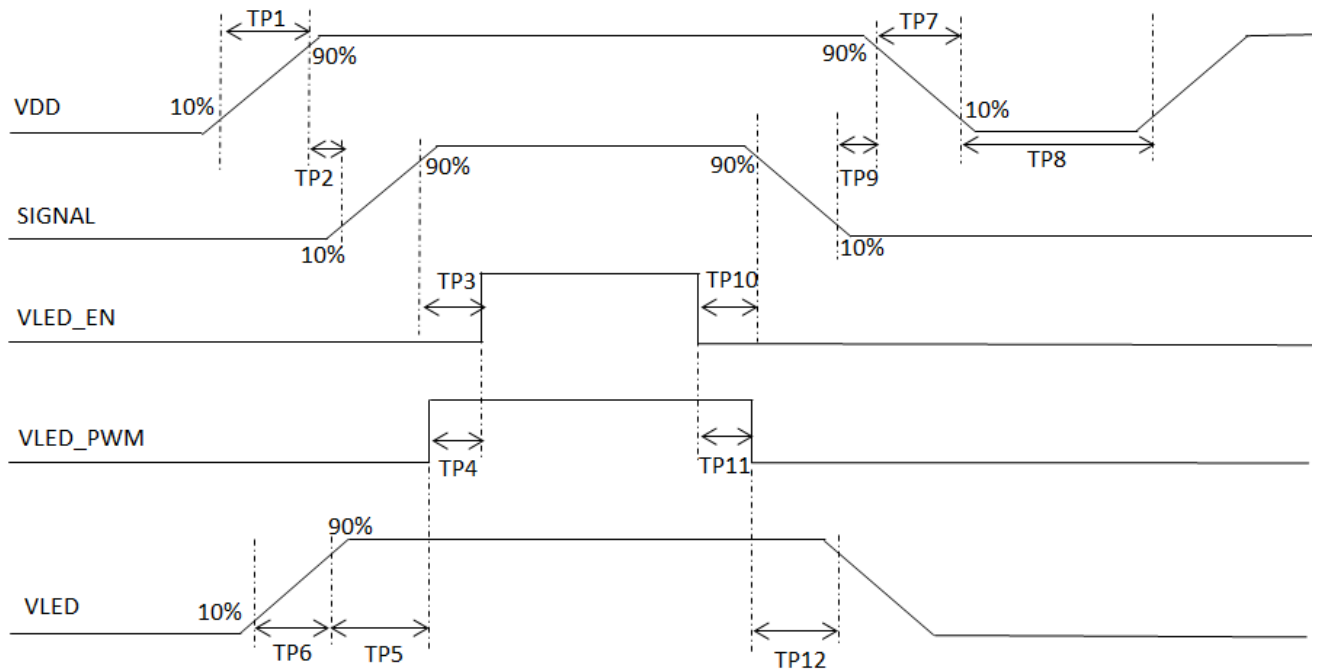 TP1
TP7
90%
90%
VDD
10%
10%
TP2
90%
90%
TP9
TP8
SIGNAL
10%
10%
TP3
TP10
VLED_EN
VLED_PWM
TP4
TP11
90%
VLED
10%
TP6
TP5
TP12